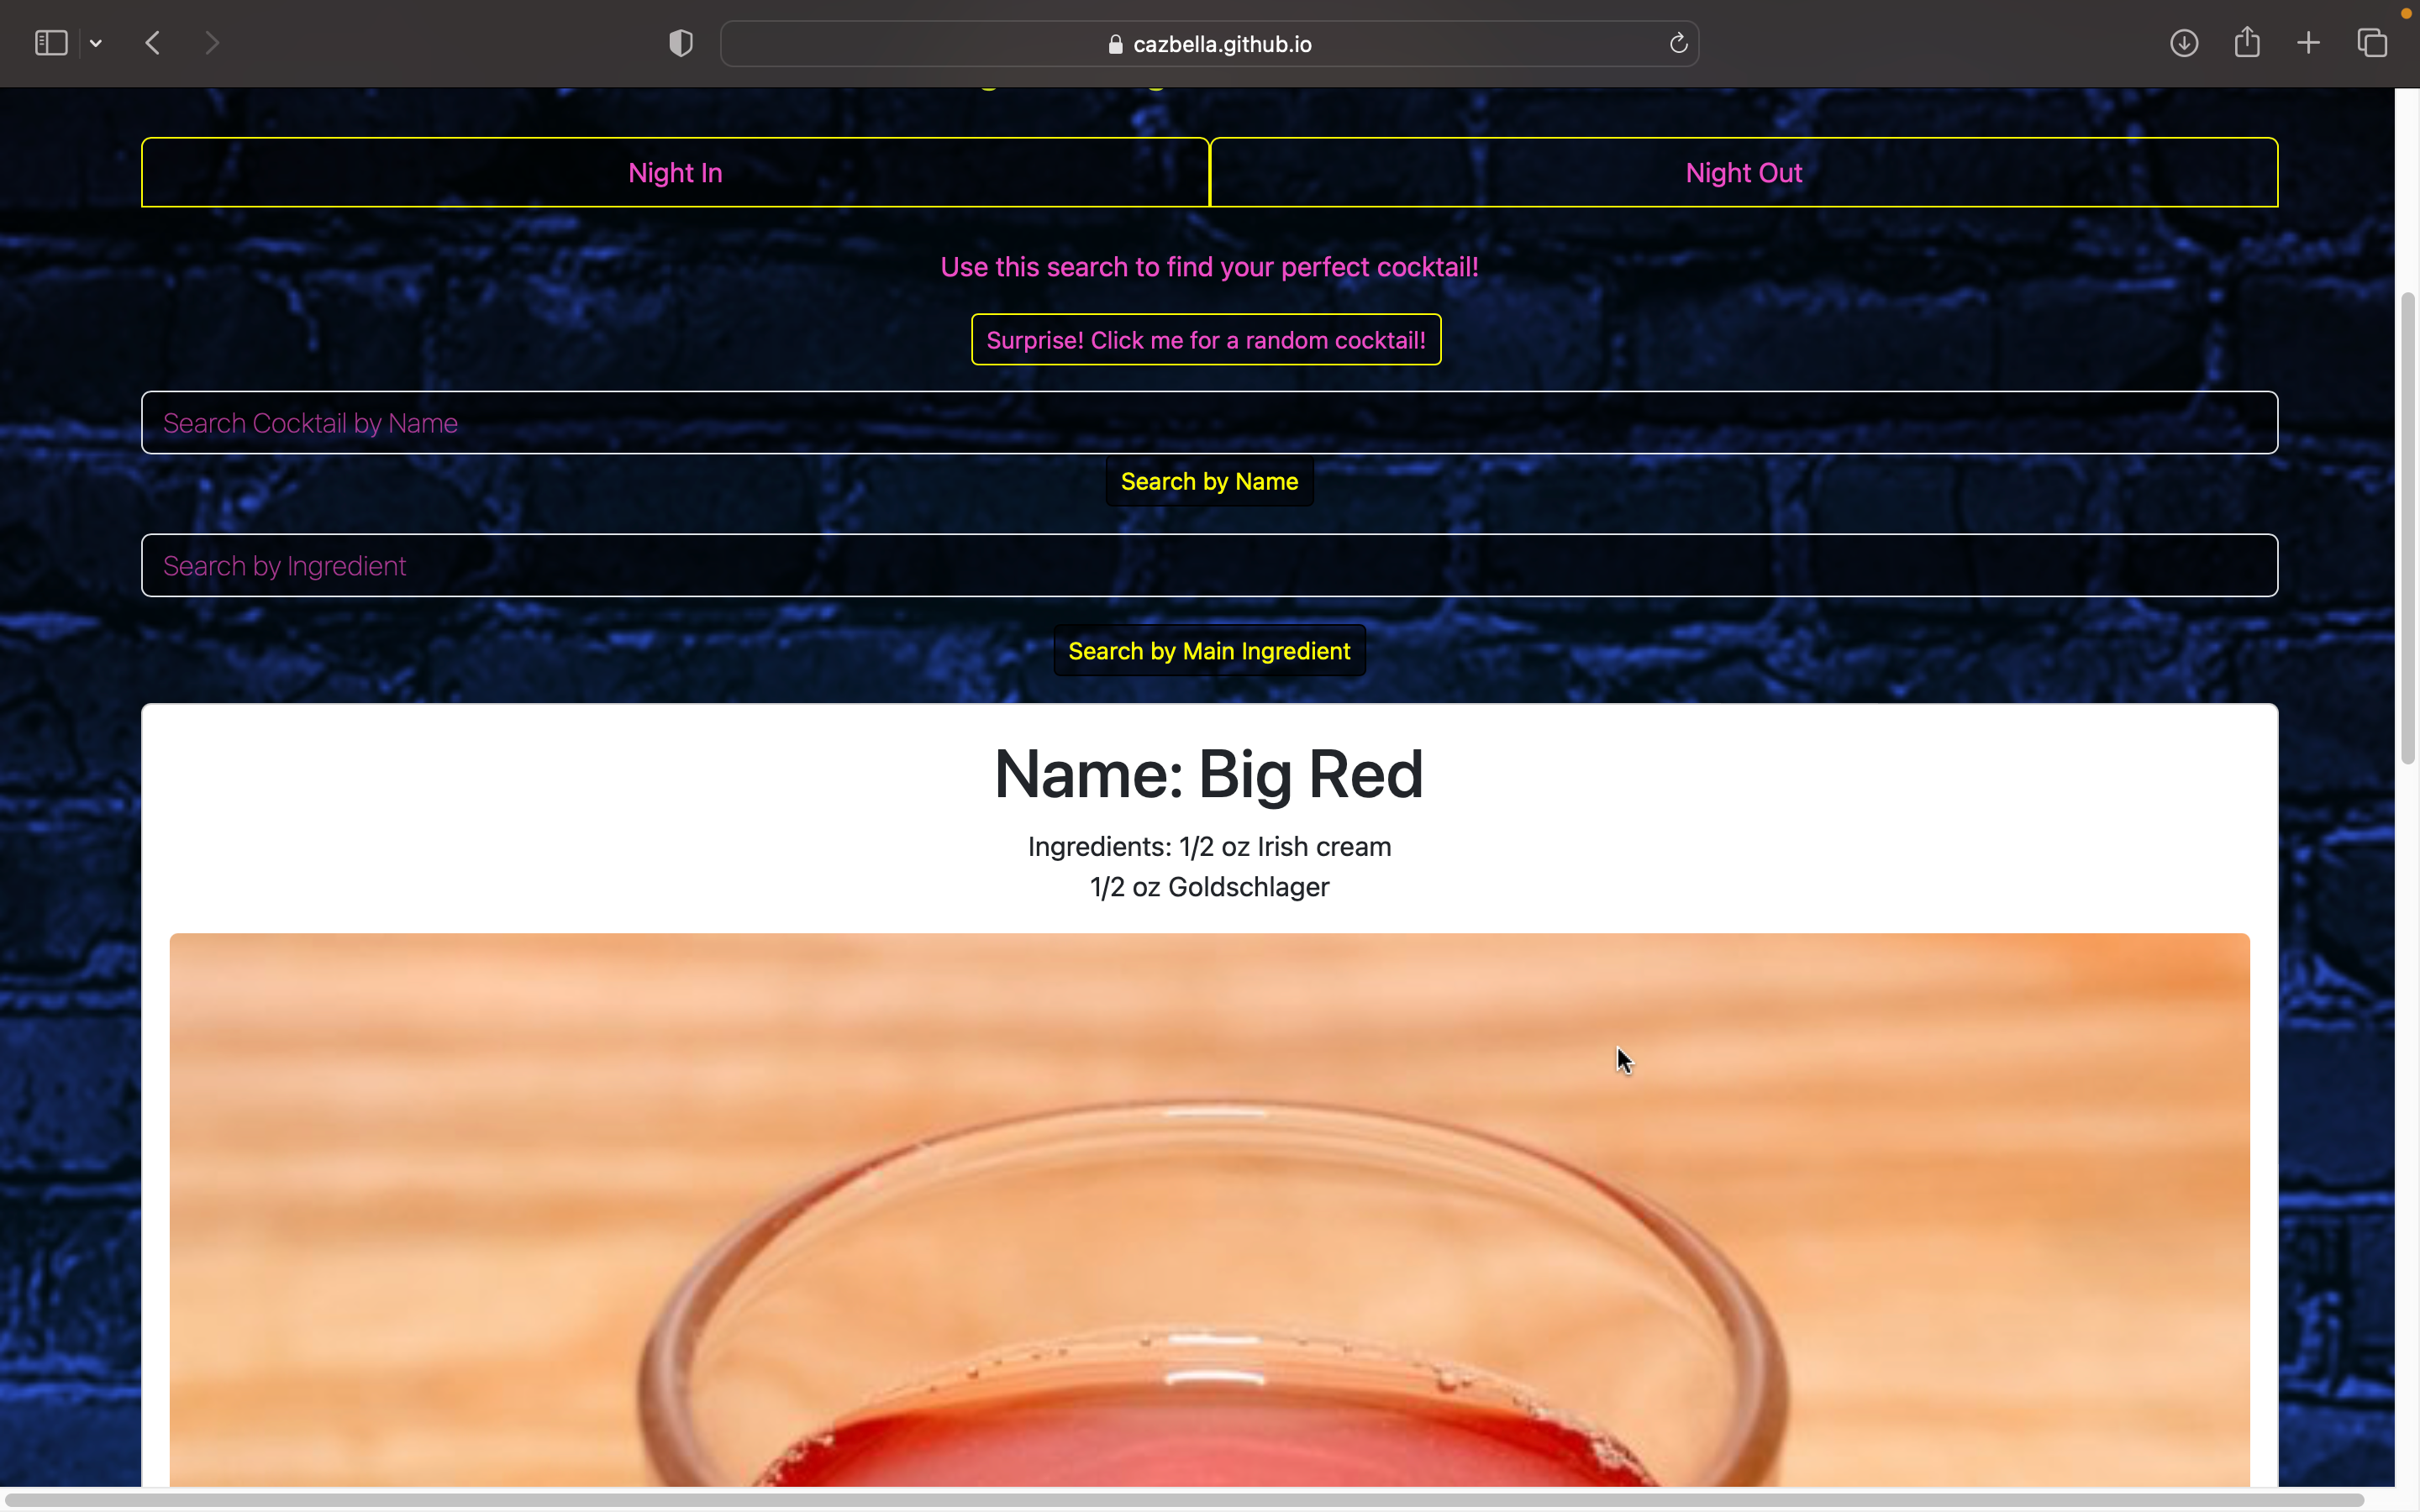 cazbella.github.io
Night In
Night Out
Use this search to find your perfect cocktail!
Surprise! Click me for a random cocktail!
Search Cocktail by Name
Search by Name
Search by Ingredient
Search by Main Ingredient
Name: Big Red
Ingredients: 1/2 oz Irish cream
1/2 oz Goldschlager